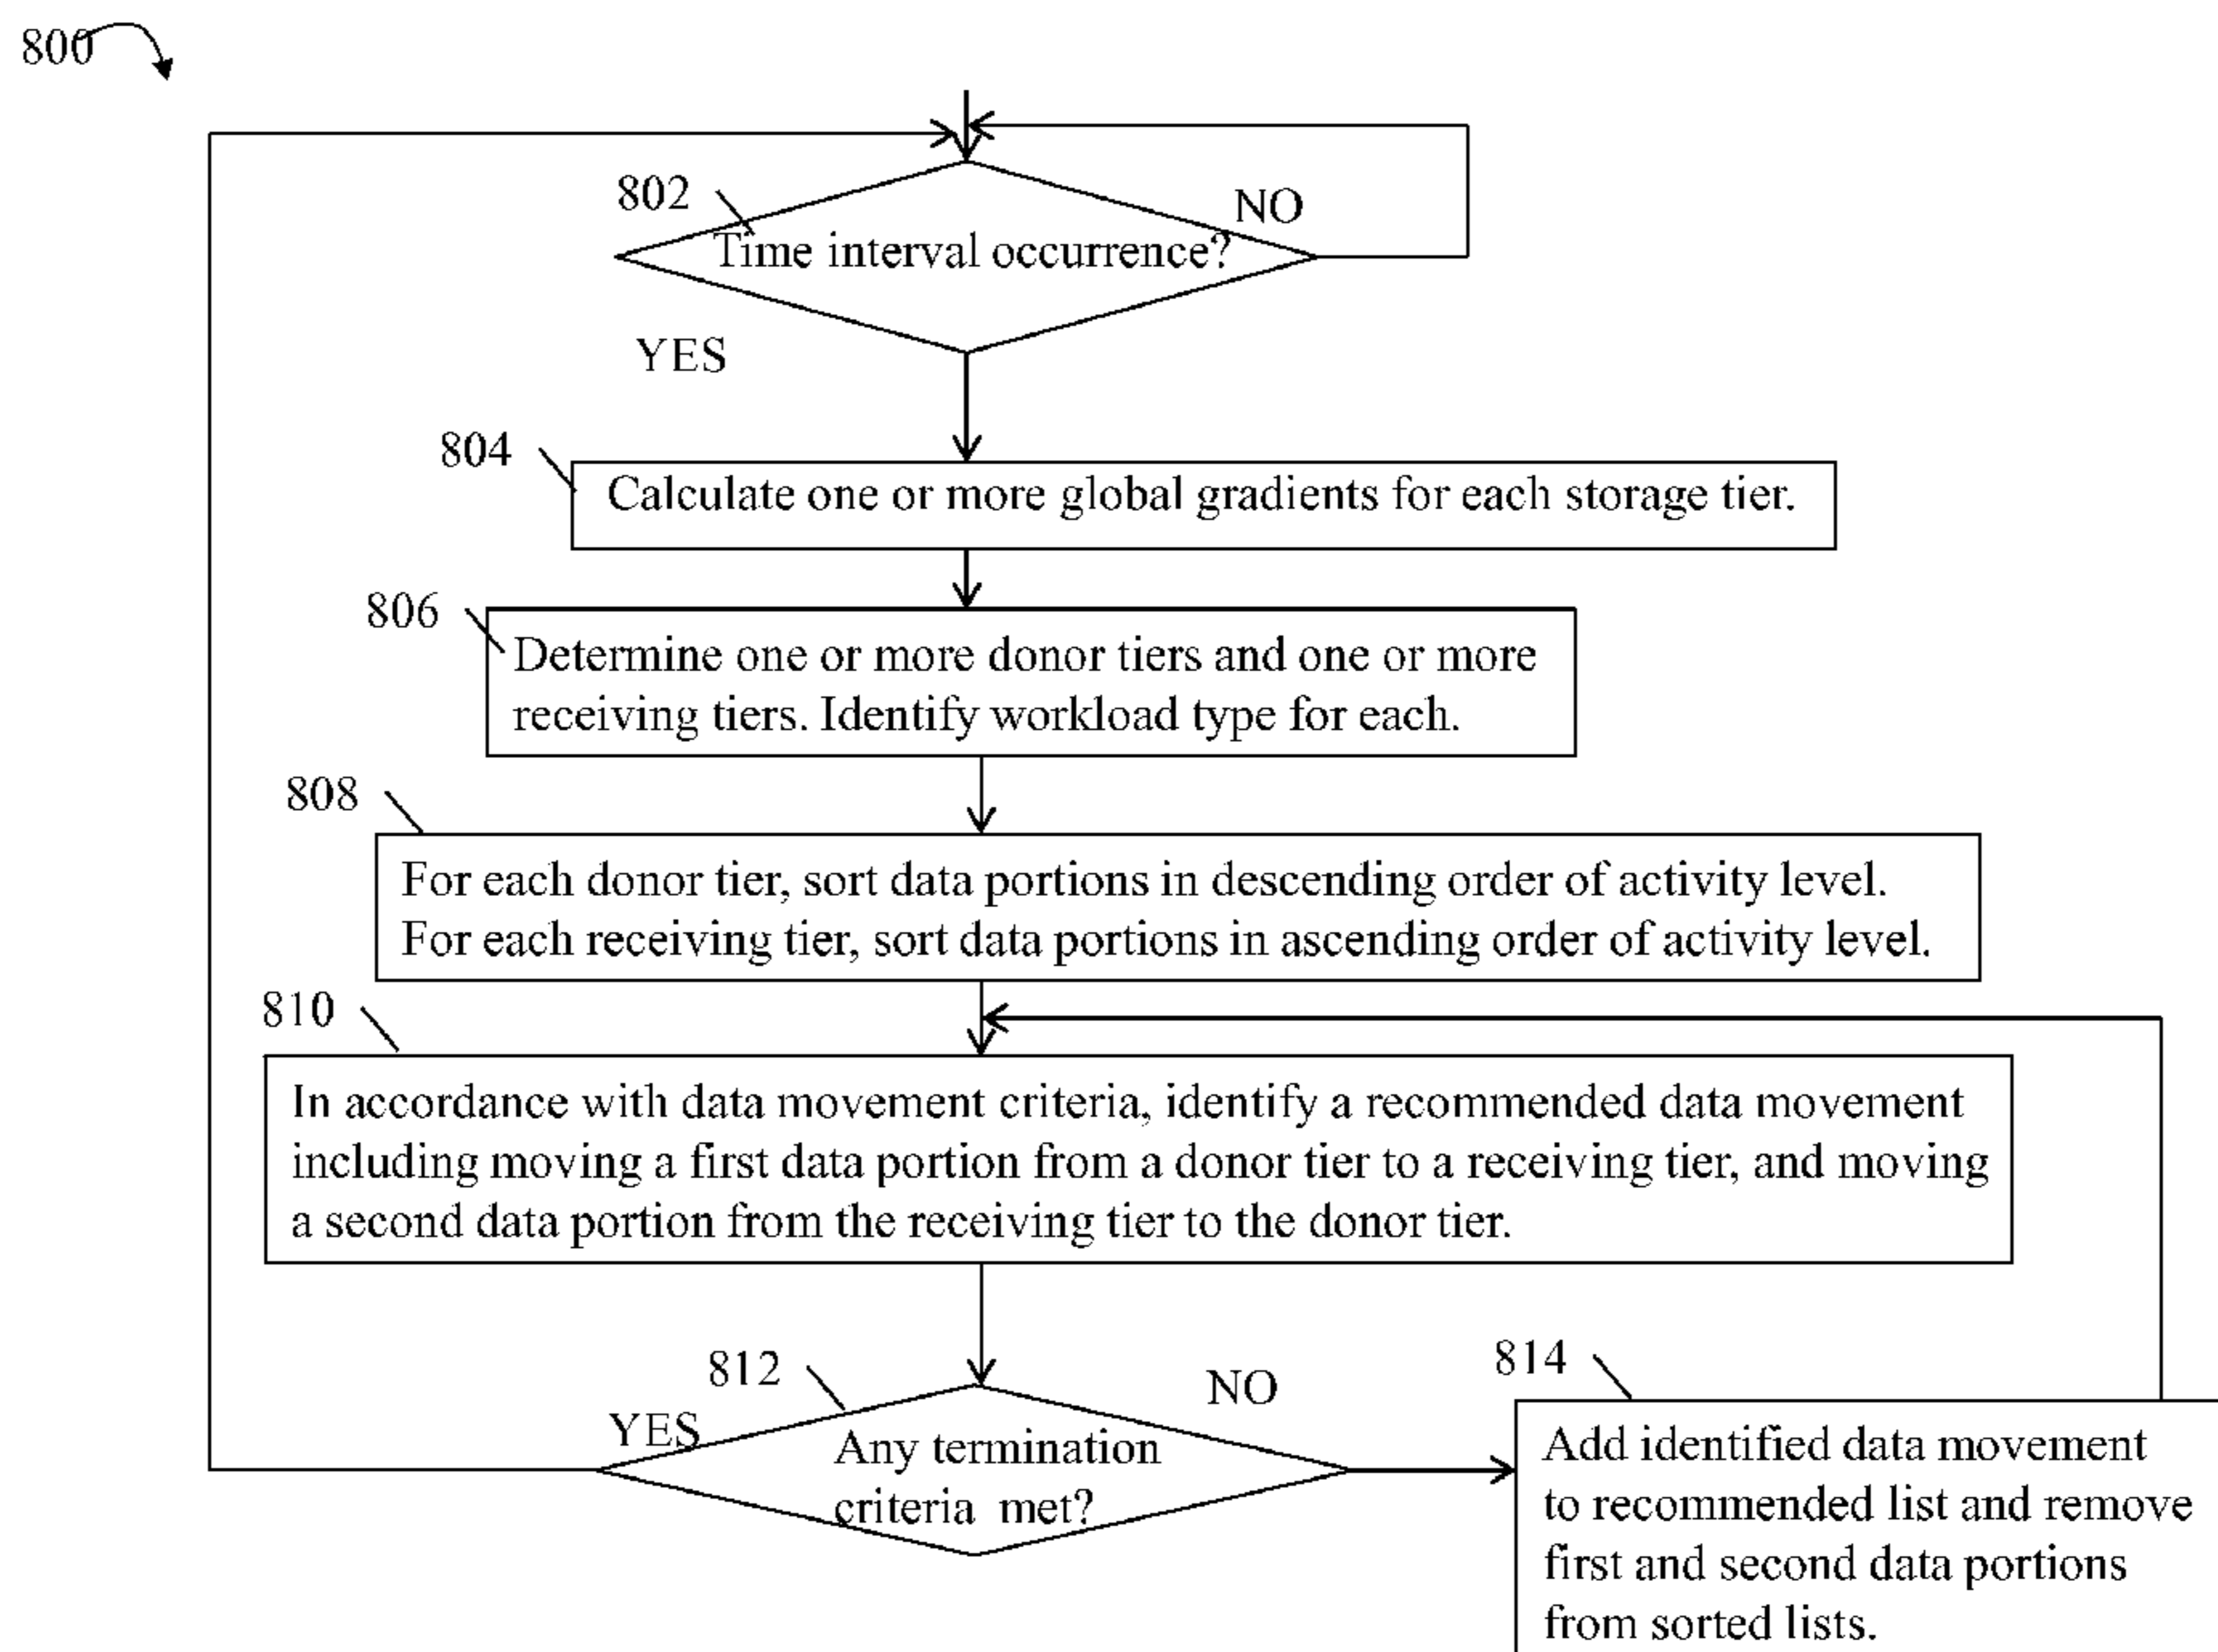 800
802
NO
Time interval occurrence?
YES
804
Calculate one or more global gradients for each storage tier.
806
Determine one or more donor tiers and one or more
receiving tiers. Identify workload type for each.
808
For each donor tier, sort data portions in descending order of activity level.
For each receiving tier, sort data portions in ascending order of activity level.
810
In accordance with data movement criteria, identify a recommended data movement
including moving a first data portion from a donor tier to a receiving tier, and moving
a second data portion from the receiving tier to the donor tier.
812
NO
814
YES
Any termination
criteria met?
Add identified data movement
to recommended list and remove
first and second data portions
from sorted lists.